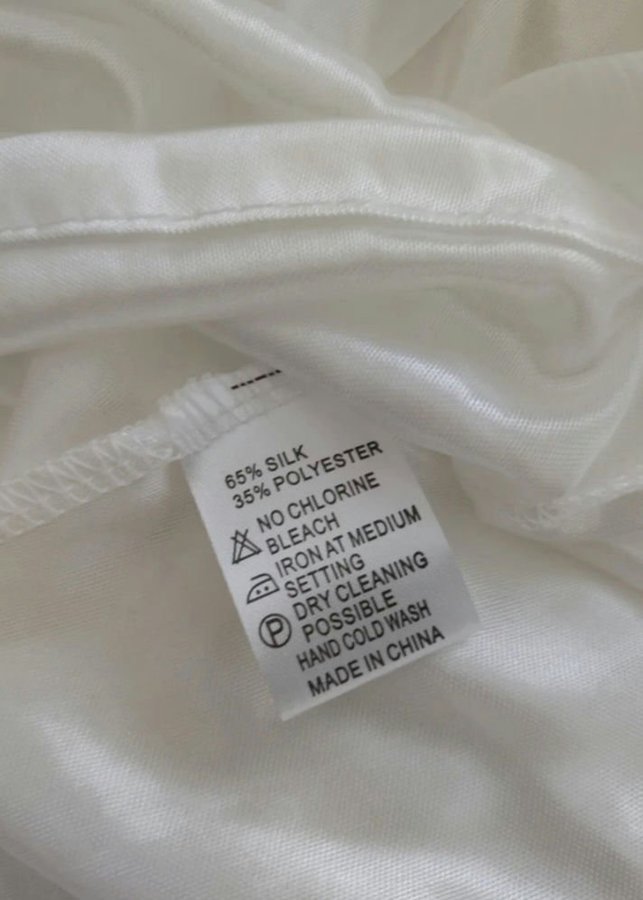 65% SILK
35% POLYESTER
NO CHLORINE
BLEACH
IRON AT MEDIUM
SETTING
P
DRY CLEANING
POSSIBLE
HAND COLD WASH
MADE IN CHINA